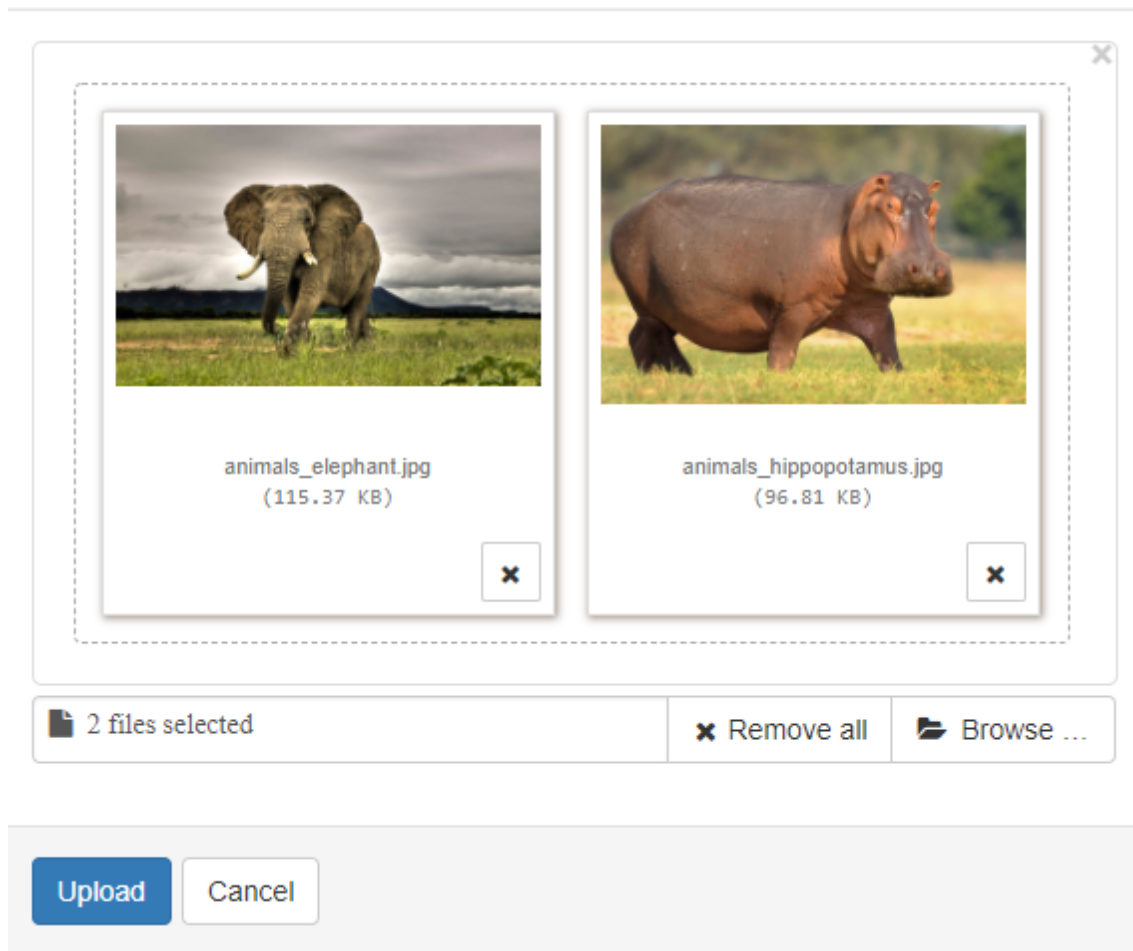 animals_elephant.jpg
(115.37 KB)
animals_hippopotamus.jpg
(96.81 KB)
2 files selected
Remove all
Browse ...
Upload
Cancel